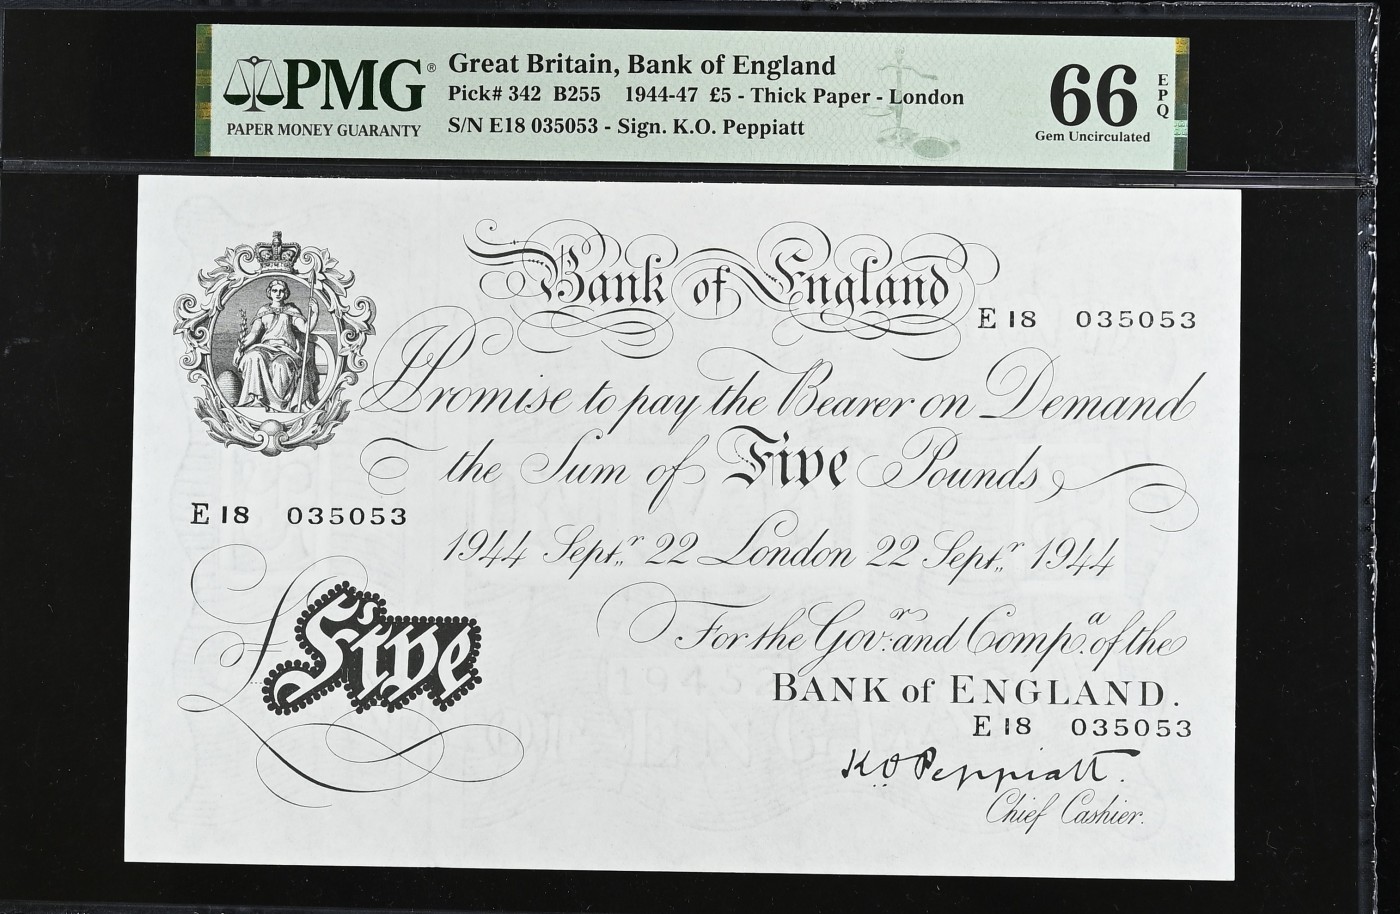 PMG®
PAPER MONEY GUARANTY
Great Britain, Bank of England
Pick# 342 B255 1944-47 £5 - Thick Paper - London
S/N E18 035053 - Sign. K.O. Peppiatt
66 EPQ
Gem Uncirculated
Bank of England
E18 035053
I Promise to pay the Bearer on Demand
the Sum of Five Pounds
E18 035053
1944 Septr. 22 London 22 Septr. 1944
For the Govr. and Compa. of the
BANK of ENGLAND.
£Five
E18 035053
K.O. Peppiatt.
Chief Cashier.